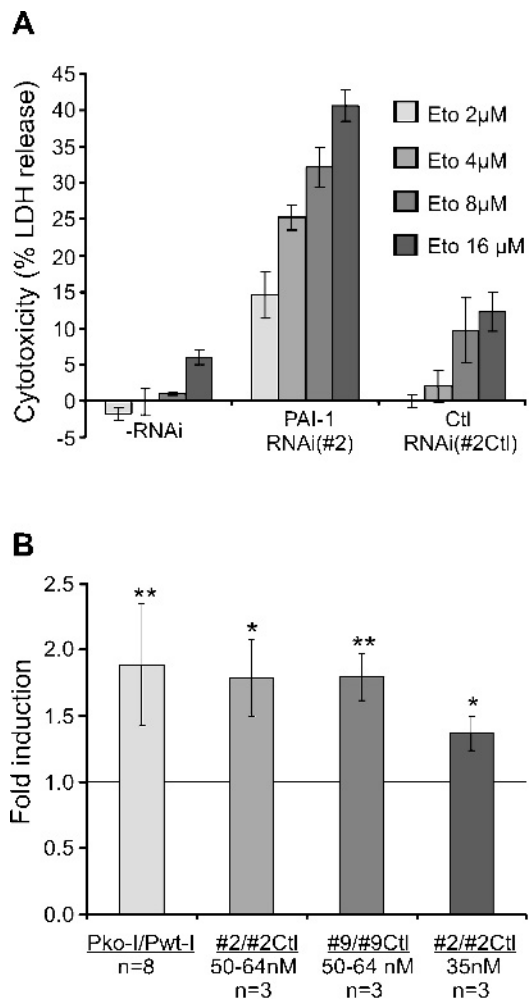 A
Cytotoxicity (% LDH release)
45
40
35
30
25
20
15
10
5
0
-5
Eto 2µM
Eto 4µM
Eto 8µM
Eto 16 µM
-RNAi
PAI-1
RNAi(#2)
Ctl
RNAi(#2Ctl)
B
Fold induction
2.5
2.0
1.5
1.0
0.5
0.0
**
*
**
*
Pko-I/Pwt-I
n=8
#2/#2Ctl
50-64nM
n=3
#9/#9Ctl
50-64 nM
n=3
#2/#2Ctl
35nM
n=3